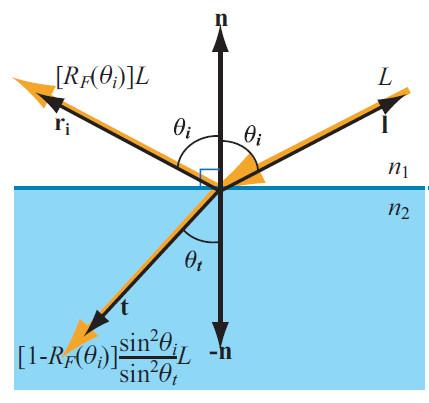 n
[R_F(θ_i)]L
L
r_i
θ_i
θ_i
l
n_1
n_2
θ_t
t
[1-R_F(θ_i)] sin²θ_i/sin²θ_t L
-n